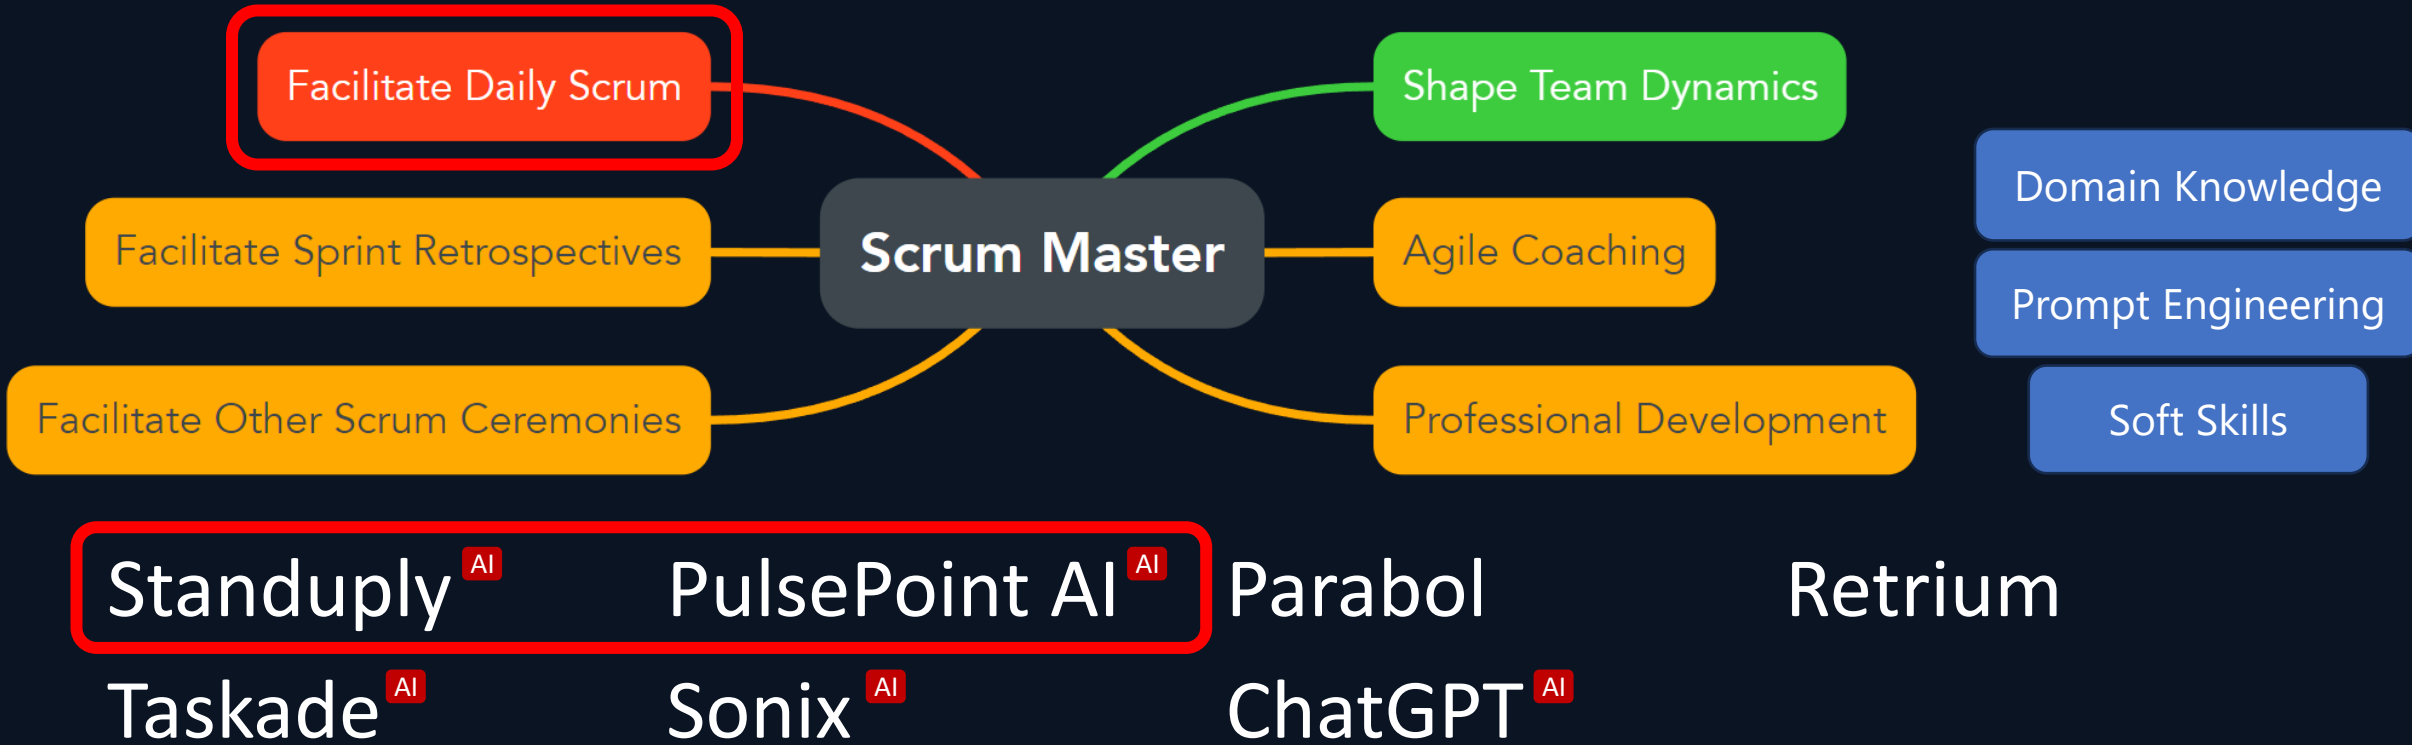 Facilitate Daily Scrum
Facilitate Sprint Retrospectives
Facilitate Other Scrum Ceremonies
Scrum Master
Shape Team Dynamics
Agile Coaching
Professional Development
Domain Knowledge
Prompt Engineering
Soft Skills
Standuply AI
PulsePoint AI AI
Parabol
Retrium
Taskade AI
Sonix AI
ChatGPT AI